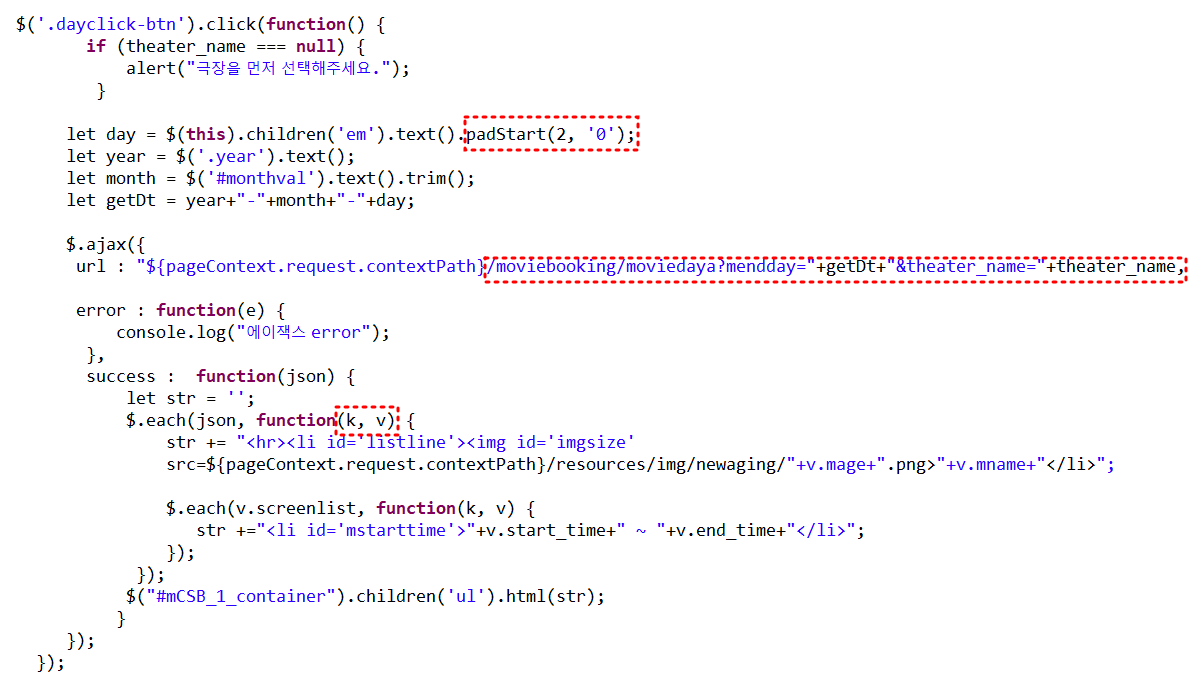 $('.dayclick-btn').click(function() {
if (theater_name === null) {
alert("극장을 먼저 선택해주세요.");
}
let day = $(this).children('em').text().padStart(2, '0');
let year = $('.year').text();
let month = $('#monthval').text().trim();
let getDt = year+"-"+month+"-"+day;
$.ajax({
url : "${pageContext.request.contextPath}/moviebooking/moviedaya?mendday="+getDt+"&theater_name="+theater_name,
error : function(e) {
console.log("에이잭스 error");
},
success :  function(json) {
let str = '';
$.each(json, function(k, v) {
str += "<hr><li id='listline'><img id='imgsize'
src=${pageContext.request.contextPath}/resources/img/newaging/"+v.mage+".png>"+v.mname+"</li>";
$.each(v.screenlist, function(k, v) {
str +="<li id='mstarttime'>"+v.start_time+" ~ "+v.end_time+"</li>";
});
});
$("#mCSB_1_container").children('ul').html(str);
}
});
});